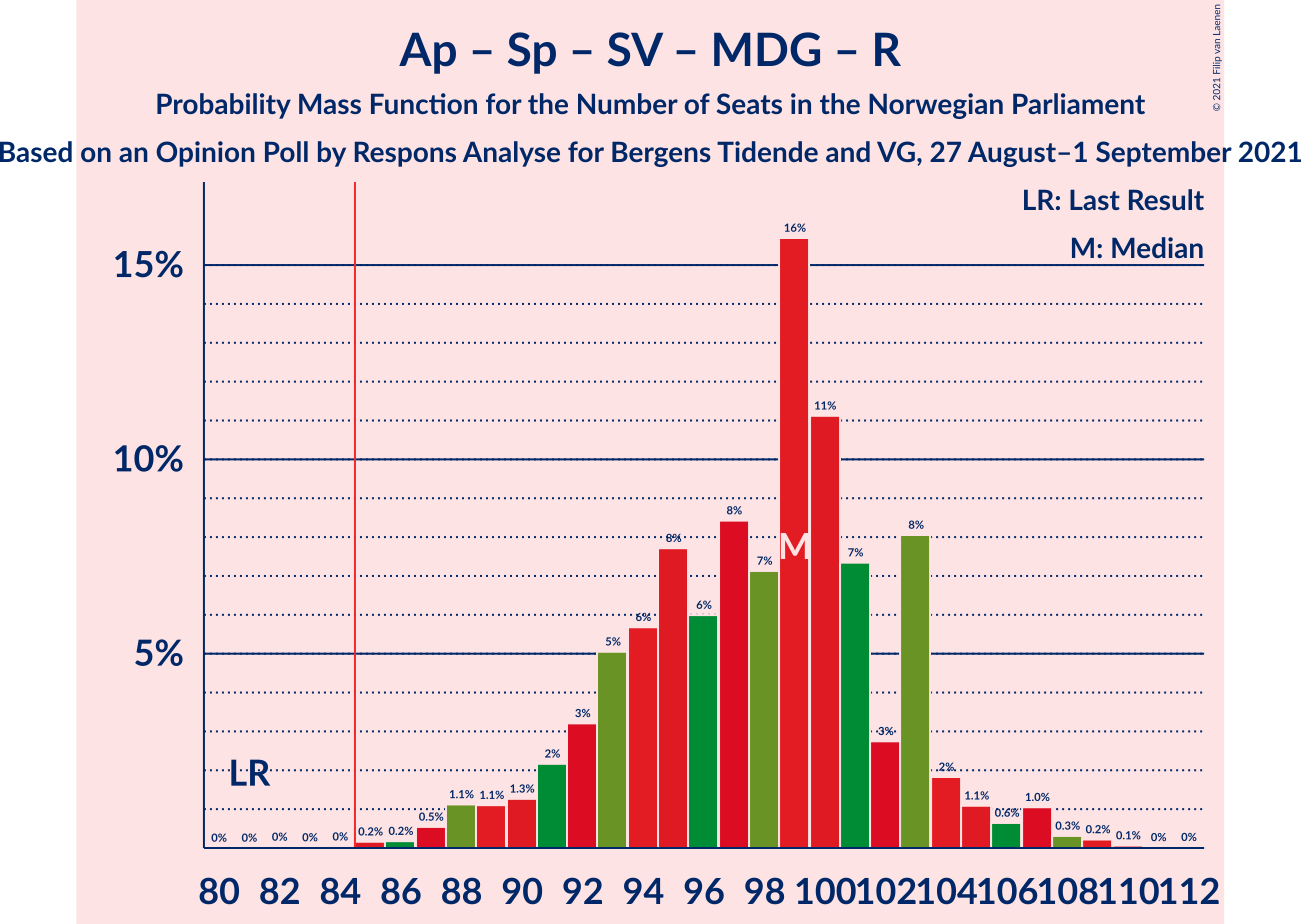 Ap – Sp – SV – MDG – R
Probability Mass Function for the Number of Seats in the Norwegian Parliament
Based on an Opinion Poll by Respons Analyse for Bergens Tidende and VG, 27 August–1 September 2021
© 2021 Filip van Laenen
LR: Last Result
M: Median
15%
10%
5%
LR
M
0% 0% 0% 0% 0% 0.2% 0.2% 0.5% 1.1% 1.1% 1.3% 2% 3% 5% 6% 8% 6% 8% 7% 16% 11% 7% 3% 8% 2% 1.1% 0.6% 1.0% 0.3% 0.2% 0.1% 0% 0%
80 82 84 86 88 90 92 94 96 98 100 102 104 106 108 110 112